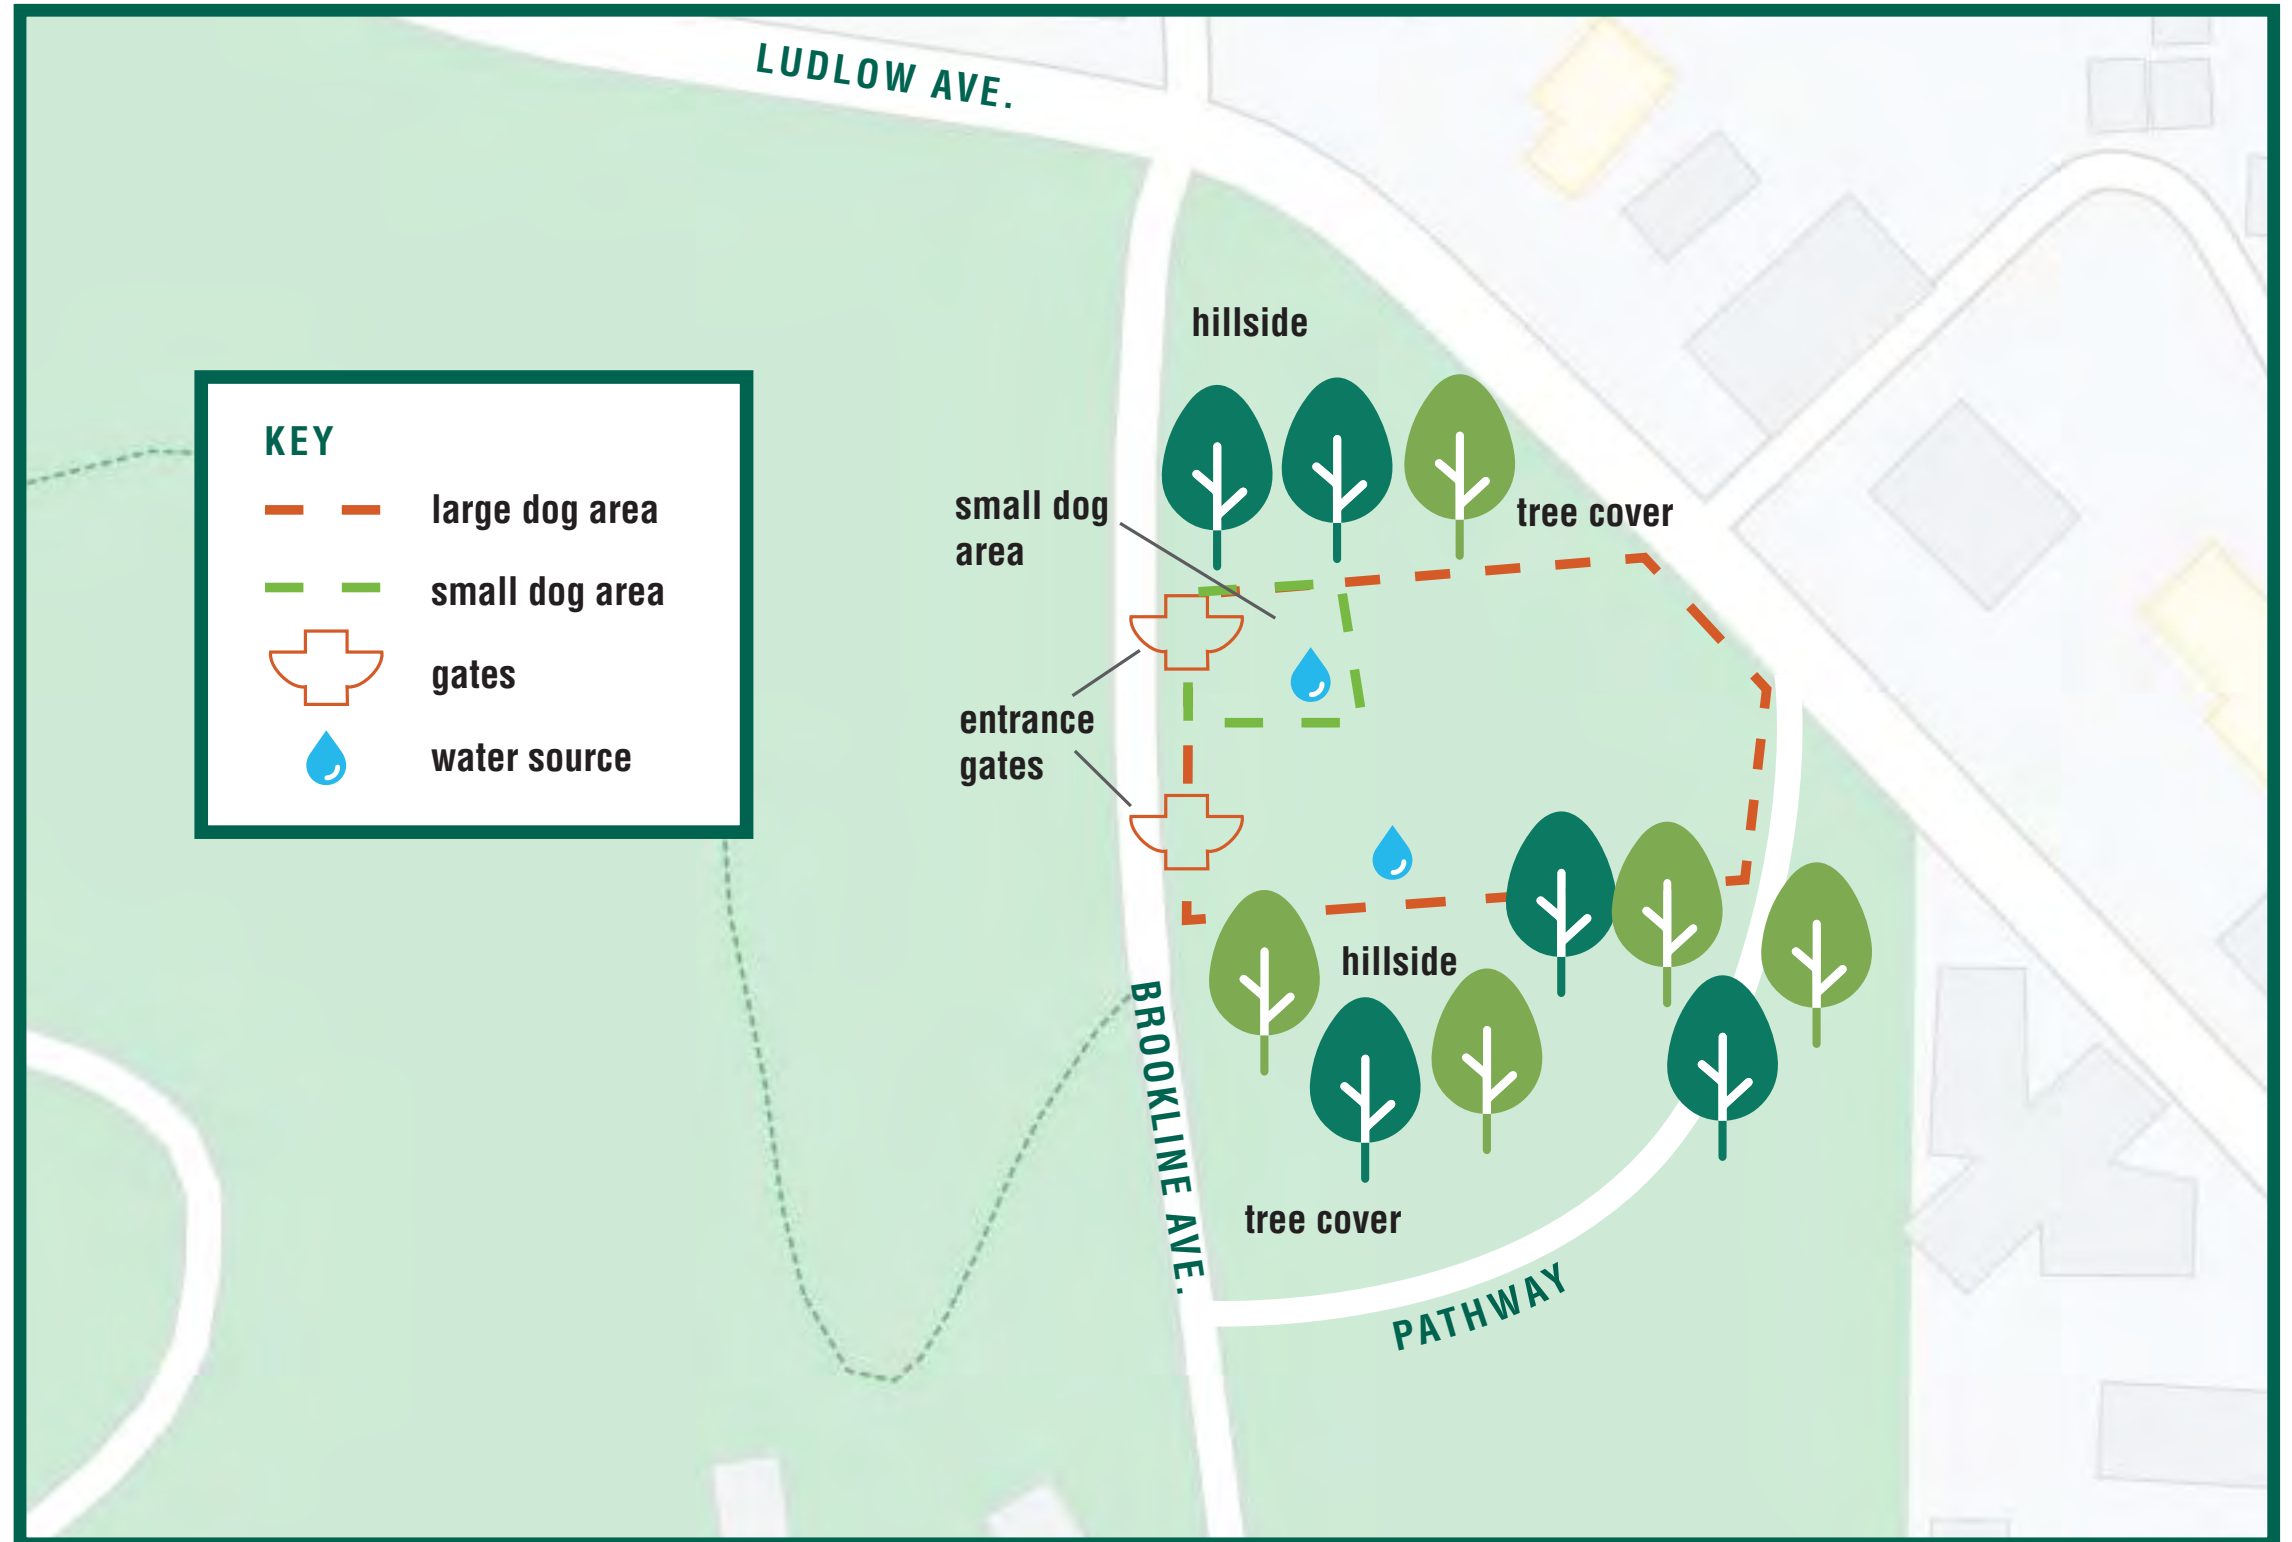 LUDLOW AVE.
hillside
KEY
large dog area
small dog area
gates
water source
small dog
area
tree cover
entrance
gates
hillside
BROOKLINE AVE.
tree cover
PATHWAY